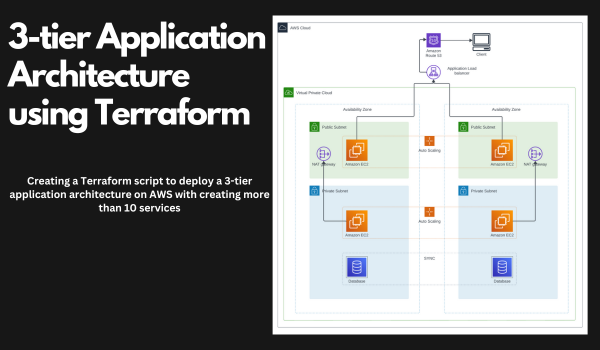 3-tier Application
Architecture
using Terraform
Creating a Terraform script to deploy a 3-tier
application architecture on AWS with creating more
than 10 services
AWS Cloud
Amazon
Route 53
Client
Application Load
balancer
Virtual Private Cloud
Availability Zone
Availability Zone
Public Subnet
Public Subnet
NAT gateway
Amazon EC2
Auto Scaling
Amazon EC2
NAT gateway
Private Subnet
Private Subnet
Amazon EC2
Auto Scaling
Amazon EC2
SYNC
Database
Database